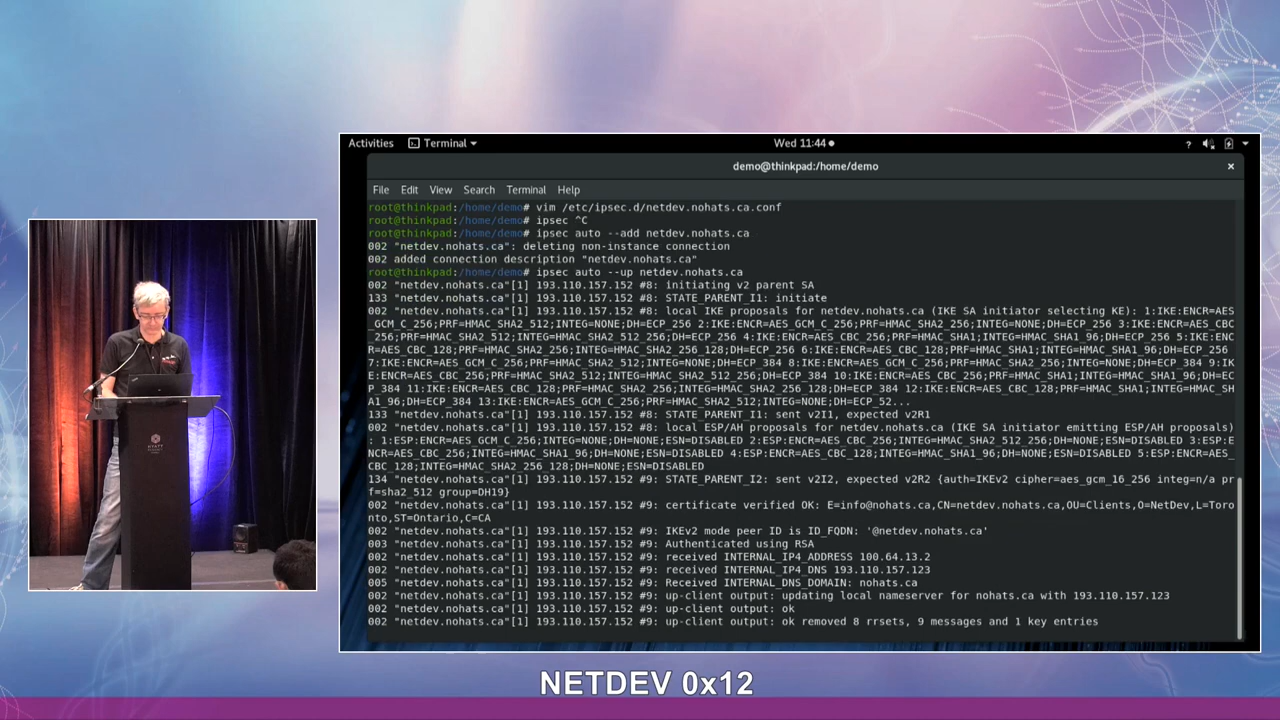 Activities Terminal Wed 11:44
demo@thinkpad:/home/demo
File Edit View Search Terminal Help
root@thinkpad:/home/demo# vim /etc/ipsec.d/netdev.nohats.ca.conf
root@thinkpad:/home/demo# ipsec ^C
root@thinkpad:/home/demo# ipsec auto --add netdev.nohats.ca
002 "netdev.nohats.ca": deleting non-instance connection
002 added connection description "netdev.nohats.ca"
root@thinkpad:/home/demo# ipsec auto --up netdev.nohats.ca
002 "netdev.nohats.ca"[1] 193.110.157.152 #8: initiating v2 parent SA
133 "netdev.nohats.ca"[1] 193.110.157.152 #8: STATE_PARENT_I1: initiate
002 "netdev.nohats.ca"[1] 193.110.157.152 #8: local IKE proposals for netdev.nohats.ca (IKE SA initiator selecting KE): 1:IKE:ENCR=AES
_GCM_C_256;PRF=HMAC_SHA2_512;INTEG=NONE;DH=ECP_256 2:IKE:ENCR=AES_GCM_C_256;PRF=HMAC_SHA2_256;INTEG=NONE;DH=ECP_256 3:IKE:ENCR=AES_CBC
_256;PRF=HMAC_SHA2_512;INTEG=HMAC_SHA2_512_256;DH=ECP_256 4:IKE:ENCR=AES_CBC_256;PRF=HMAC_SHA1;INTEG=HMAC_SHA1_96;DH=ECP_256 5:IKE:ENC
R=AES_CBC_128;PRF=HMAC_SHA2_256;INTEG=HMAC_SHA2_256_128;DH=ECP_256 6:IKE:ENCR=AES_CBC_128;PRF=HMAC_SHA1;INTEG=HMAC_SHA1_96;DH=ECP_256
7:IKE:ENCR=AES_GCM_C_256;PRF=HMAC_SHA2_512;INTEG=NONE;DH=ECP_384 8:IKE:ENCR=AES_GCM_C_256;PRF=HMAC_SHA2_256;INTEG=NONE;DH=ECP_384 9:IK
E:ENCR=AES_CBC_256;PRF=HMAC_SHA2_512;INTEG=HMAC_SHA2_512_256;DH=ECP_384 10:IKE:ENCR=AES_CBC_256;PRF=HMAC_SHA1;INTEG=HMAC_SHA1_96;DH=EC
P_384 11:IKE:ENCR=AES_CBC_128;PRF=HMAC_SHA2_256;INTEG=HMAC_SHA2_256_128;DH=ECP_384 12:IKE:ENCR=AES_CBC_128;PRF=HMAC_SHA1;INTEG=HMAC_SH
A1_96;DH=ECP_384 13:IKE:ENCR=AES_GCM_C_256;PRF=HMAC_SHA2_512;INTEG=NONE;DH=ECP_52...
133 "netdev.nohats.ca"[1] 193.110.157.152 #8: STATE_PARENT_I1: sent v2I1, expected v2R1
002 "netdev.nohats.ca"[1] 193.110.157.152 #8: local ESP/AH proposals for netdev.nohats.ca (IKE SA initiator emitting ESP/AH proposals)
: 1:ESP:ENCR=AES_GCM_C_256;INTEG=NONE;DH=NONE;ESN=DISABLED 2:ESP:ENCR=AES_CBC_256;INTEG=HMAC_SHA2_512_256;DH=NONE;ESN=DISABLED 3:ESP:E
NCR=AES_CBC_256;INTEG=HMAC_SHA1_96;DH=NONE;ESN=DISABLED 4:ESP:ENCR=AES_CBC_128;INTEG=HMAC_SHA1_96;DH=NONE;ESN=DISABLED 5:ESP:ENCR=AES_
CBC_128;INTEG=HMAC_SHA2_256_128;DH=NONE;ESN=DISABLED
134 "netdev.nohats.ca"[1] 193.110.157.152 #9: STATE_PARENT_I2: sent v2I2, expected v2R2 {auth=IKEv2 cipher=aes_gcm_16_256 integ=n/a pr
f=sha2_512 group=DH19}
002 "netdev.nohats.ca"[1] 193.110.157.152 #9: certificate verified OK: E=info@nohats.ca,CN=netdev.nohats.ca,OU=Clients,O=NetDev,L=Toro
nto,ST=Ontario,C=CA
002 "netdev.nohats.ca"[1] 193.110.157.152 #9: IKEv2 mode peer ID is ID_FQDN: '@netdev.nohats.ca'
003 "netdev.nohats.ca"[1] 193.110.157.152 #9: Authenticated using RSA
002 "netdev.nohats.ca"[1] 193.110.157.152 #9: received INTERNAL_IP4_ADDRESS 100.64.13.2
002 "netdev.nohats.ca"[1] 193.110.157.152 #9: received INTERNAL_IP4_DNS 193.110.157.123
005 "netdev.nohats.ca"[1] 193.110.157.152 #9: Received INTERNAL_DNS_DOMAIN: nohats.ca
002 "netdev.nohats.ca"[1] 193.110.157.152 #9: up-client output: updating local nameserver for nohats.ca with 193.110.157.123
002 "netdev.nohats.ca"[1] 193.110.157.152 #9: up-client output: ok
002 "netdev.nohats.ca"[1] 193.110.157.152 #9: up-client output: ok removed 8 rrsets, 9 messages and 1 key entries
HYATT
NETDEV 0x12